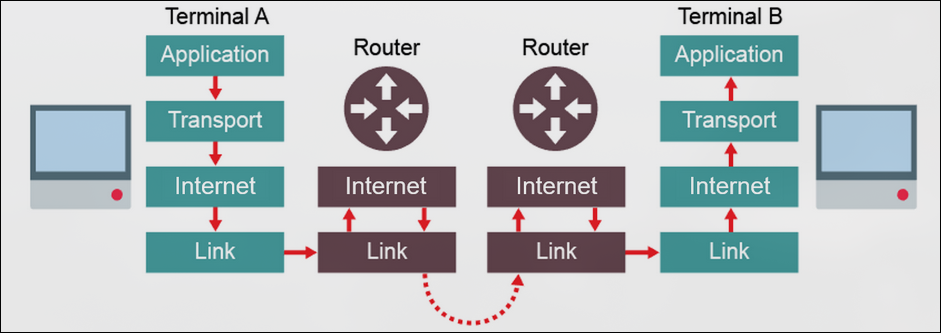 Terminal A
Terminal B
Application
Router
Router
Application
Transport
Transport
Internet
Internet
Internet
Internet
Link
Link
Link
Link